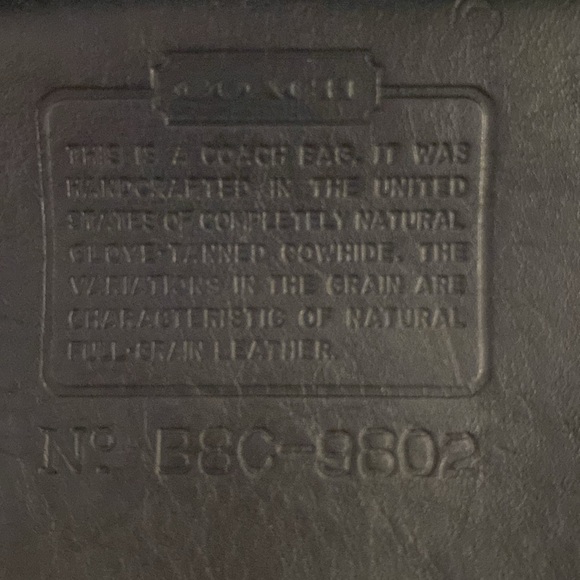 COACH
THIS IS A COACH BAG. IT WAS
HANDCRAFTED IN THE UNITED
STATES OF COMPLETELY NATURAL
GLOVE-TANNED COWHIDE. THE
VARIATIONS IN THE GRAIN ARE
CHARACTERISTIC OF NATURAL
FULL-GRAIN LEATHER.
No B8C-9802